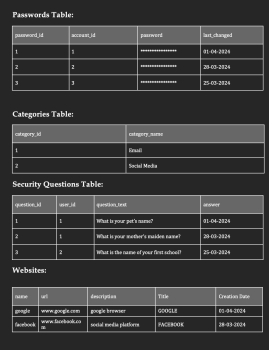 Passwords Table:
password_id account_id password last_changed
1 1 **************** 01-04-2024
2 2 **************** 28-03-2024
3 3 **************** 25-03-2024
Categories Table:
category_id category_name
1 Email
2 Social Media
Security Questions Table:
question_id user_id question_text answer
1 1 What is your pet's name? 01-04-2024
2 1 What is your mother's maiden name? 28-03-2024
3 2 What is the name of your first school? 25-03-2024
Websites:
name url description Title Creation Date
google www.google.com google browser GOOGLE 01-04-2024
facebook www.facebook.co social media platform FACEBOOK 28-03-2024
m